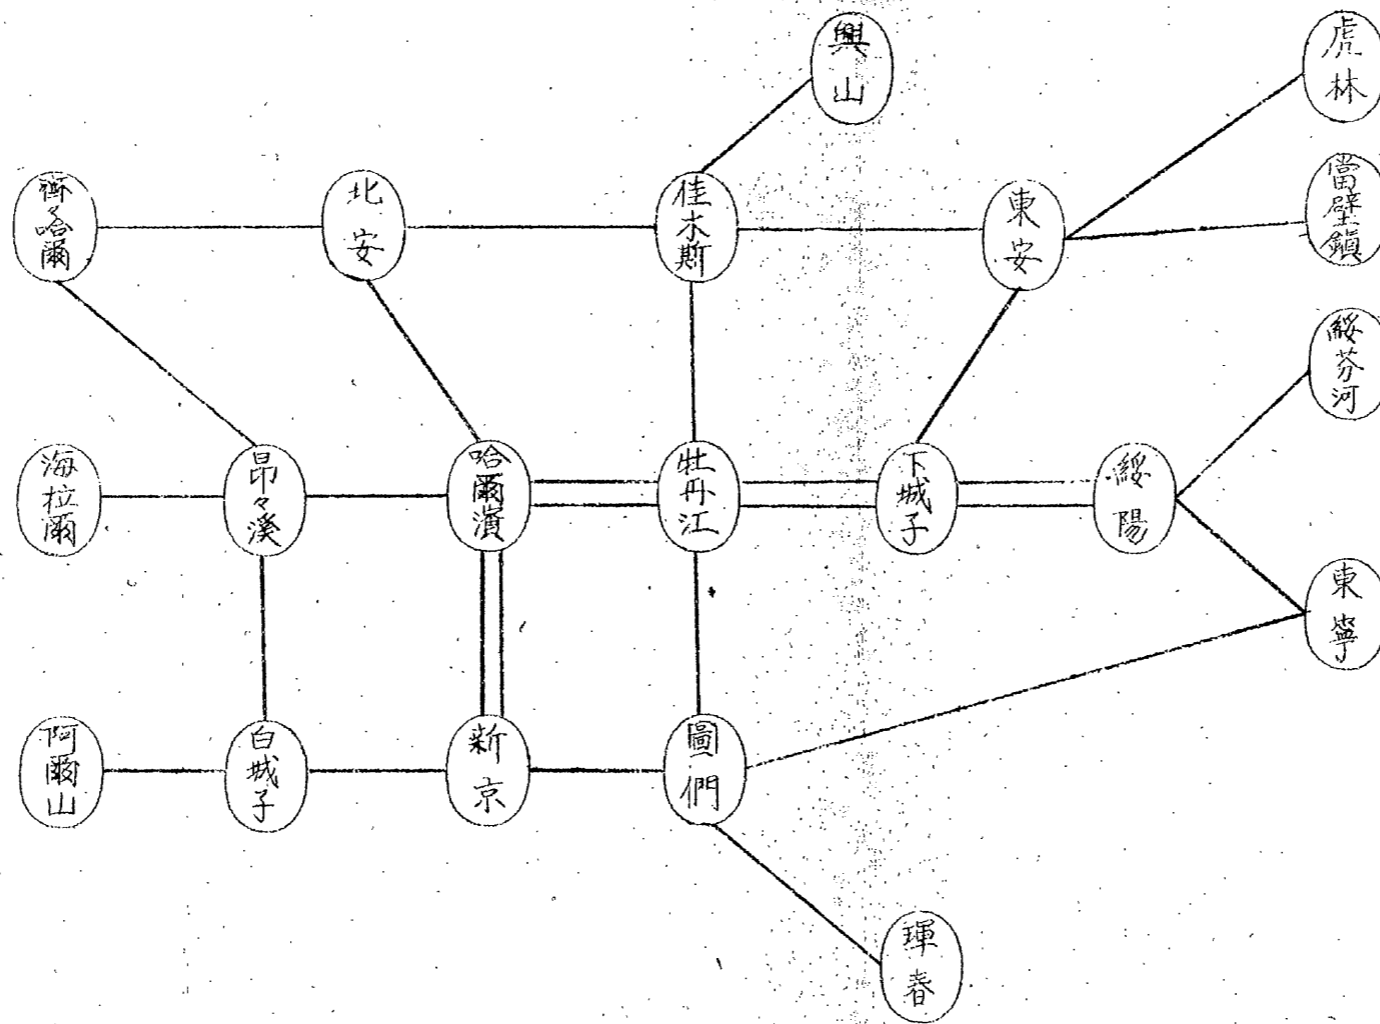 興山
虎林
齊々哈爾
北安
佳木斯
東安
當壁鎭
綏芬河
海拉爾
昂々溪
哈爾濱
牡丹江
下城子
綏陽
東寧
阿爾山
白城子
新京
圖們
琿春